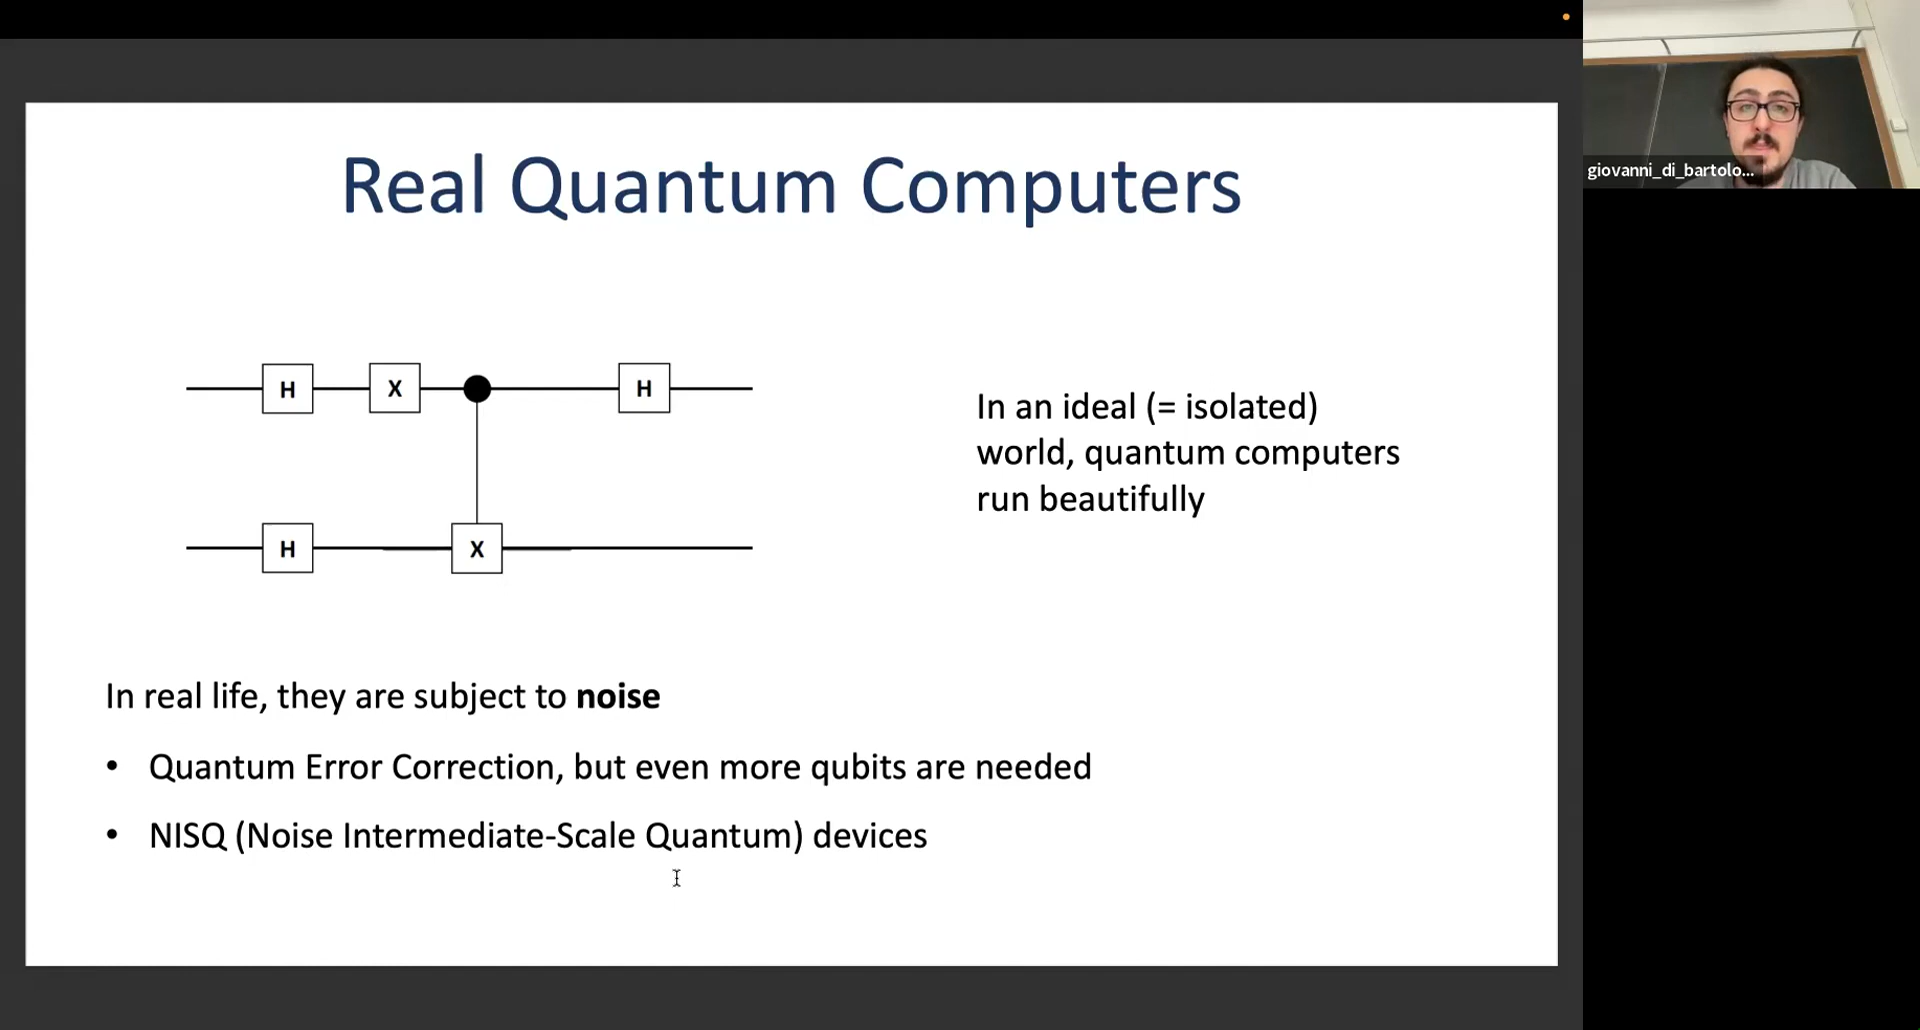 Real Quantum Computers
H X H
H X
In an ideal (= isolated)
world, quantum computers
run beautifully
In real life, they are subject to noise
• Quantum Error Correction, but even more qubits are needed
• NISQ (Noise Intermediate-Scale Quantum) devices
giovanni_di_bartolo...